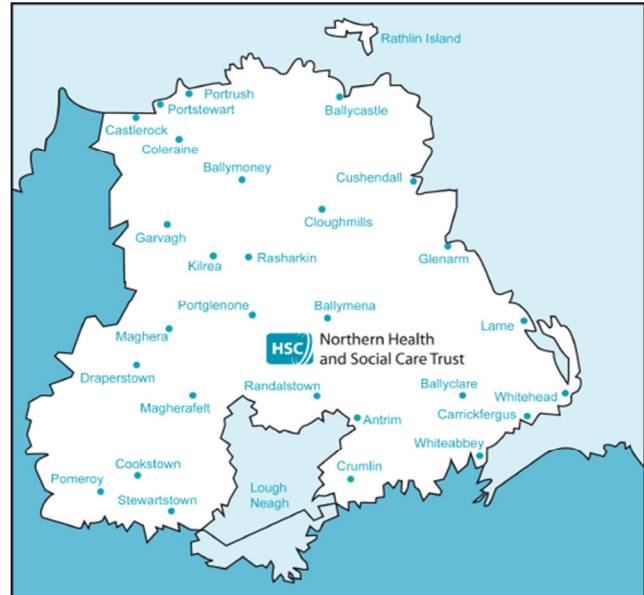 Rathlin Island
Portrush
Portstewart
Ballycastle
Castlerock
Coleraine
Ballymoney
Cushendall
Cloughmills
Garvagh
Glenarm
Kilrea
Rasharkin
Portglenone
Ballymena
Larne
Maghera
HSC
Northern Health
and Social Care Trust
Draperstown
Randalstown
Ballyclare
Whitehead
Magherafelt
Carrickfergus
Antrim
Whiteabbey
Cookstown
Crumlin
Pomeroy
Lough
Neagh
Stewartstown